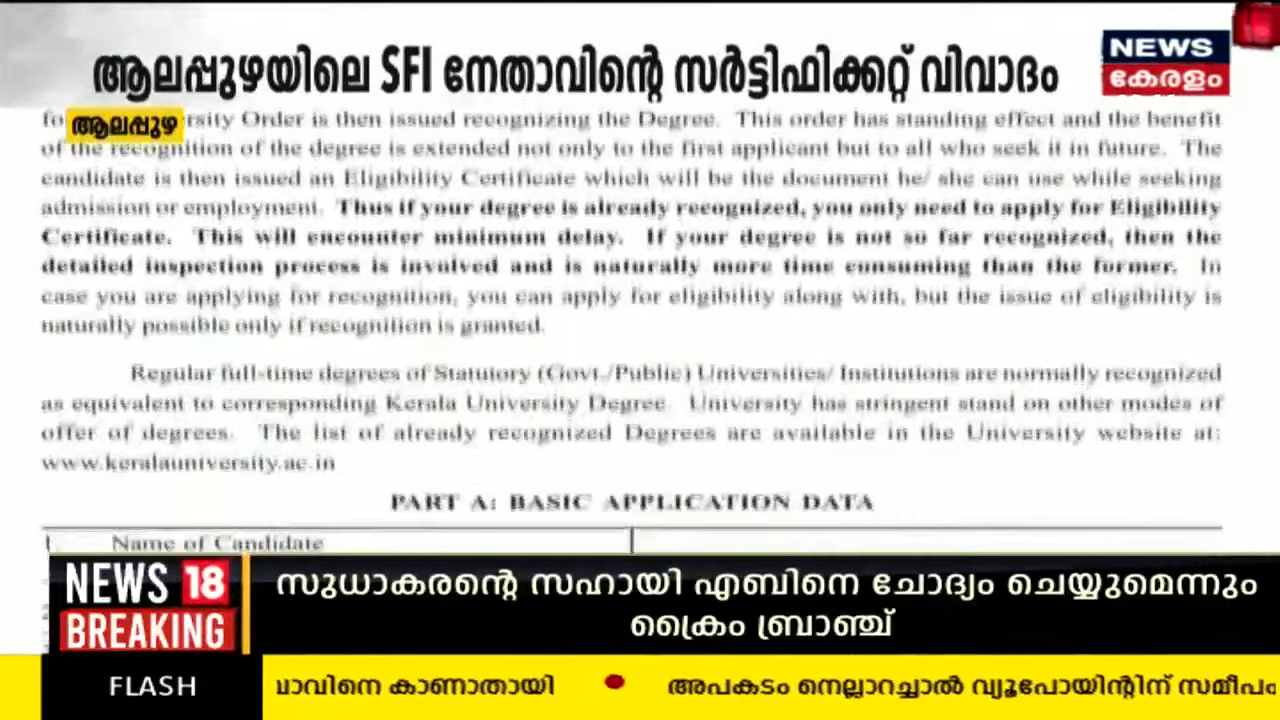 ആലപ്പുഴയിലെ SFI നേതാവിന്റെ സർട്ടിഫിക്കറ്റ് വിവാദം
NEWS
കേരളം
ആലപ്പുഴ
Order is then issued recognizing the Degree. This order has standing effect and the benefit
of the recognition of the degree is extended not only to the first applicant but to all who seek it in future. The
candidate is then issued an Eligibility Certificate which will be the document he/ she can use while seeking
admission or employment. Thus if your degree is already recognized, you only need to apply for Eligibility
Certificate. This will encounter minimum delay. If your degree is not so far recognized, then the
detailed inspection process is involved and is naturally more time consuming than the former. In
case you are applying for recognition, you can apply for eligibility along with, but the issue of eligibility is
naturally possible only if recognition is granted.
Regular full-time degrees of Statutory (Govt./Public) Universities/ Institutions are normally recognized
as equivalent to corresponding Kerala University Degree. University has stringent stand on other modes of
offer of degrees. The list of already recognized Degrees are available in the University website at:
www.keralauniversity.ac.in
PART A: BASIC APPLICATION DATA
1. Name of Candidate
NEWS 18
BREAKING
സുധാകരന്റെ സഹായി എബിനെ ചോദ്യം ചെയ്യുമെന്നും
ക്രൈം ബ്രാഞ്ച്
FLASH
കാണാതായി • അപകടം നെല്ലാറച്ചാൽ വ്യൂപോയിന്റിന് സമീപം